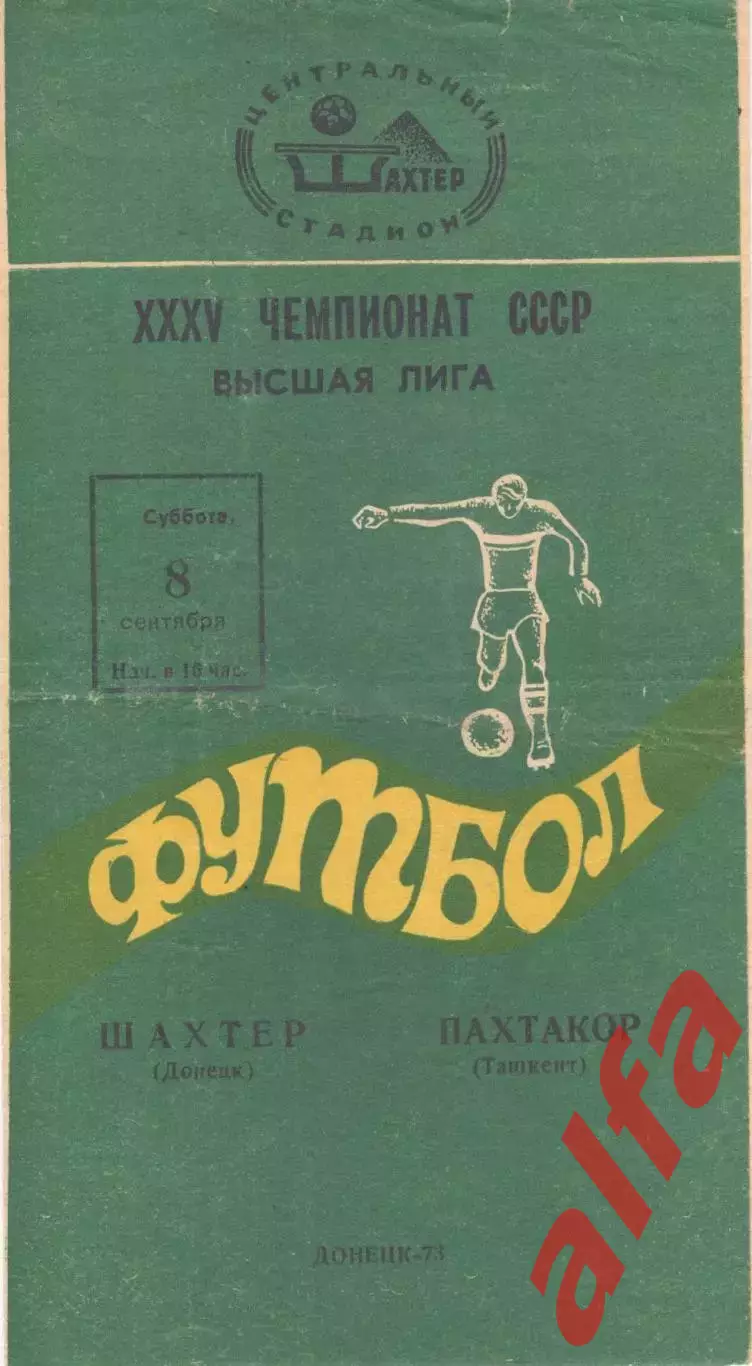 ЦЕНТРАЛЬНЫЙ
ШАХТЕР
СТАДИОН
XXXV ЧЕМПИОНАТ СССР
ВЫСШАЯ ЛИГА
Суббота,
8
сентября
Нач. в 16 час.
ФУТБОЛ
ШАХТЕР ПАХТАКОР
(Донецк) (Ташкент)
ДОНЕЦК-73
alfa